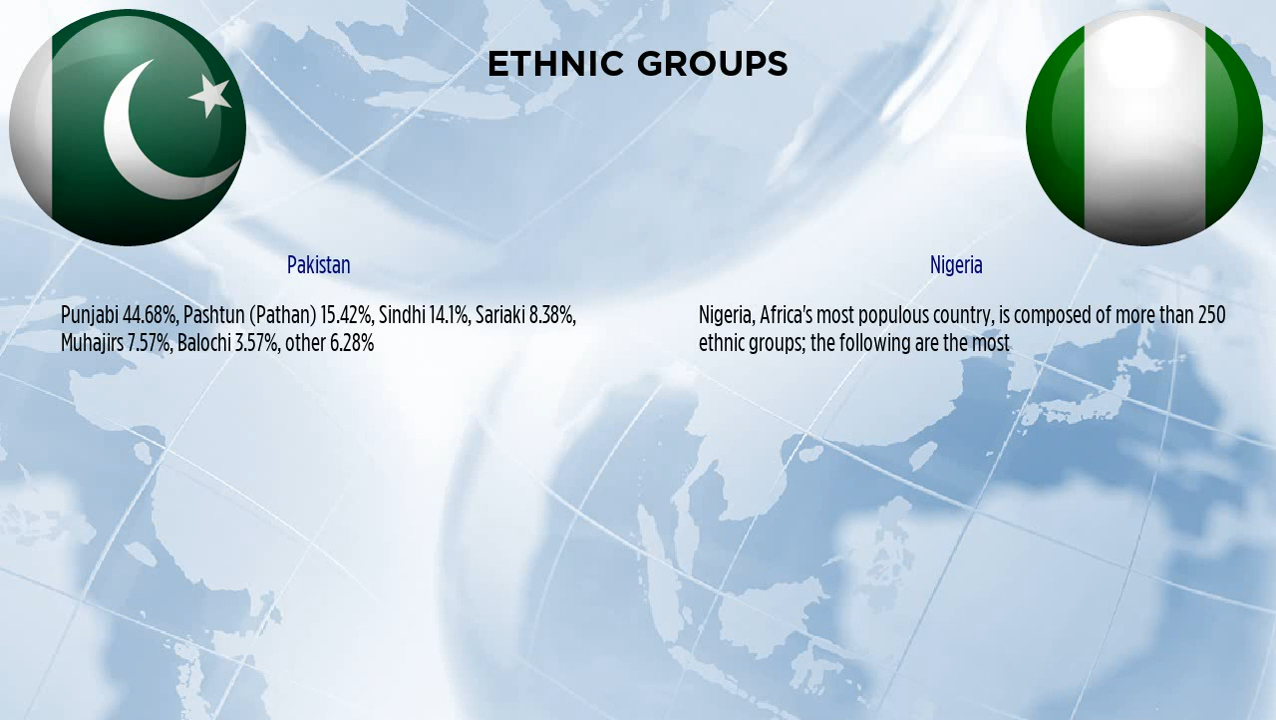 ETHNIC GROUPS
Pakistan
Punjabi 44.68%, Pashtun (Pathan) 15.42%, Sindhi 14.1%, Sariaki 8.38%,
Muhajirs 7.57%, Balochi 3.57%, other 6.28%
Nigeria
Nigeria, Africa's most populous country, is composed of more than 250
ethnic groups; the following are the most